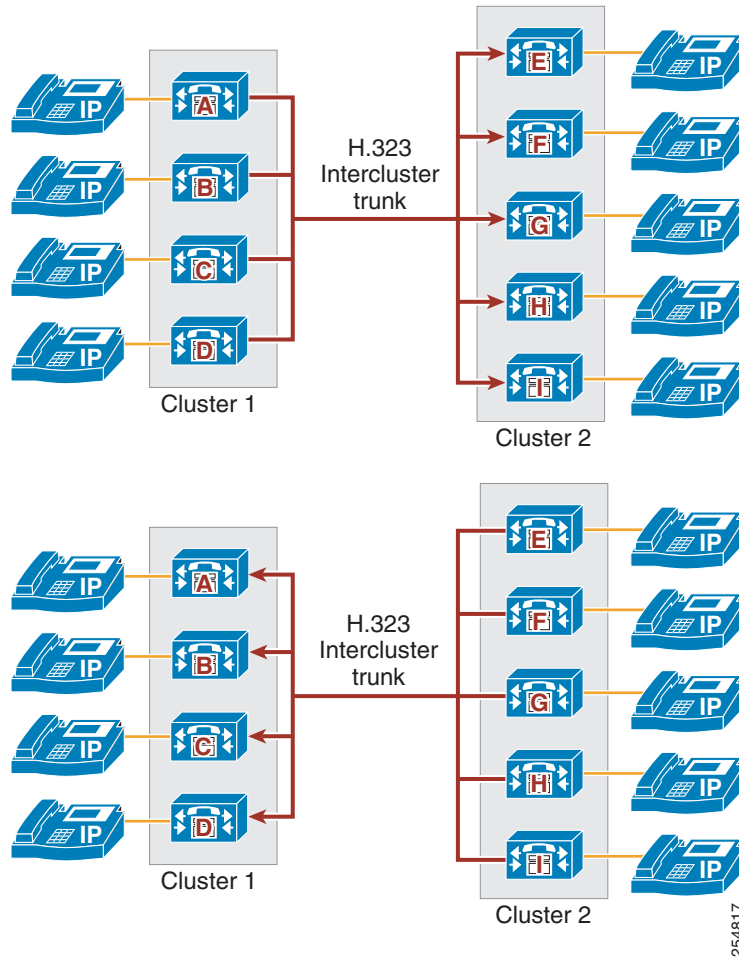 E
IP
IP
A
F
IP
H.323
Intercluster
trunk
IP
B
G
IP
IP
C
H
IP
IP
D
I
IP
Cluster 1
Cluster 2
E
IP
IP
A
F
IP
H.323
Intercluster
trunk
IP
B
G
IP
IP
C
H
IP
IP
D
I
IP
Cluster 1
Cluster 2
254817